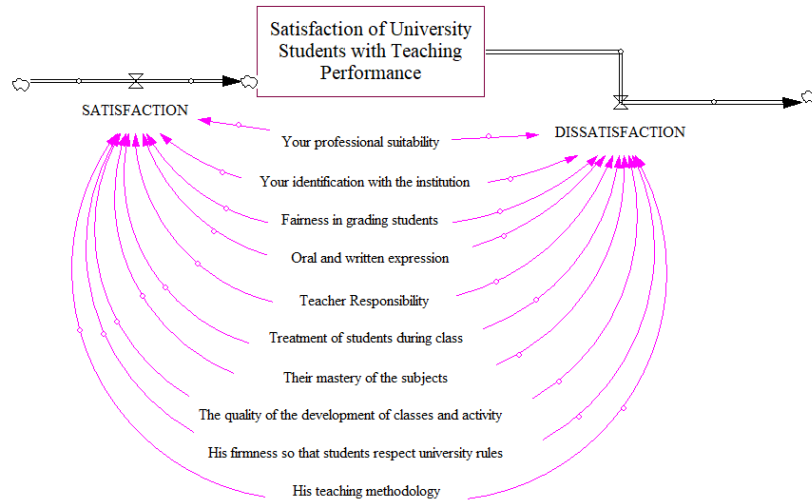 Satisfaction of University
Students with Teaching
Performance
SATISFACTION
DISSATISFACTION
Your professional suitability
Your identification with the institution
Fairness in grading students
Oral and written expression
Teacher Responsibility
Treatment of students during class
Their mastery of the subjects
The quality of the development of classes and activity
His firmness so that students respect university rules
His teaching methodology